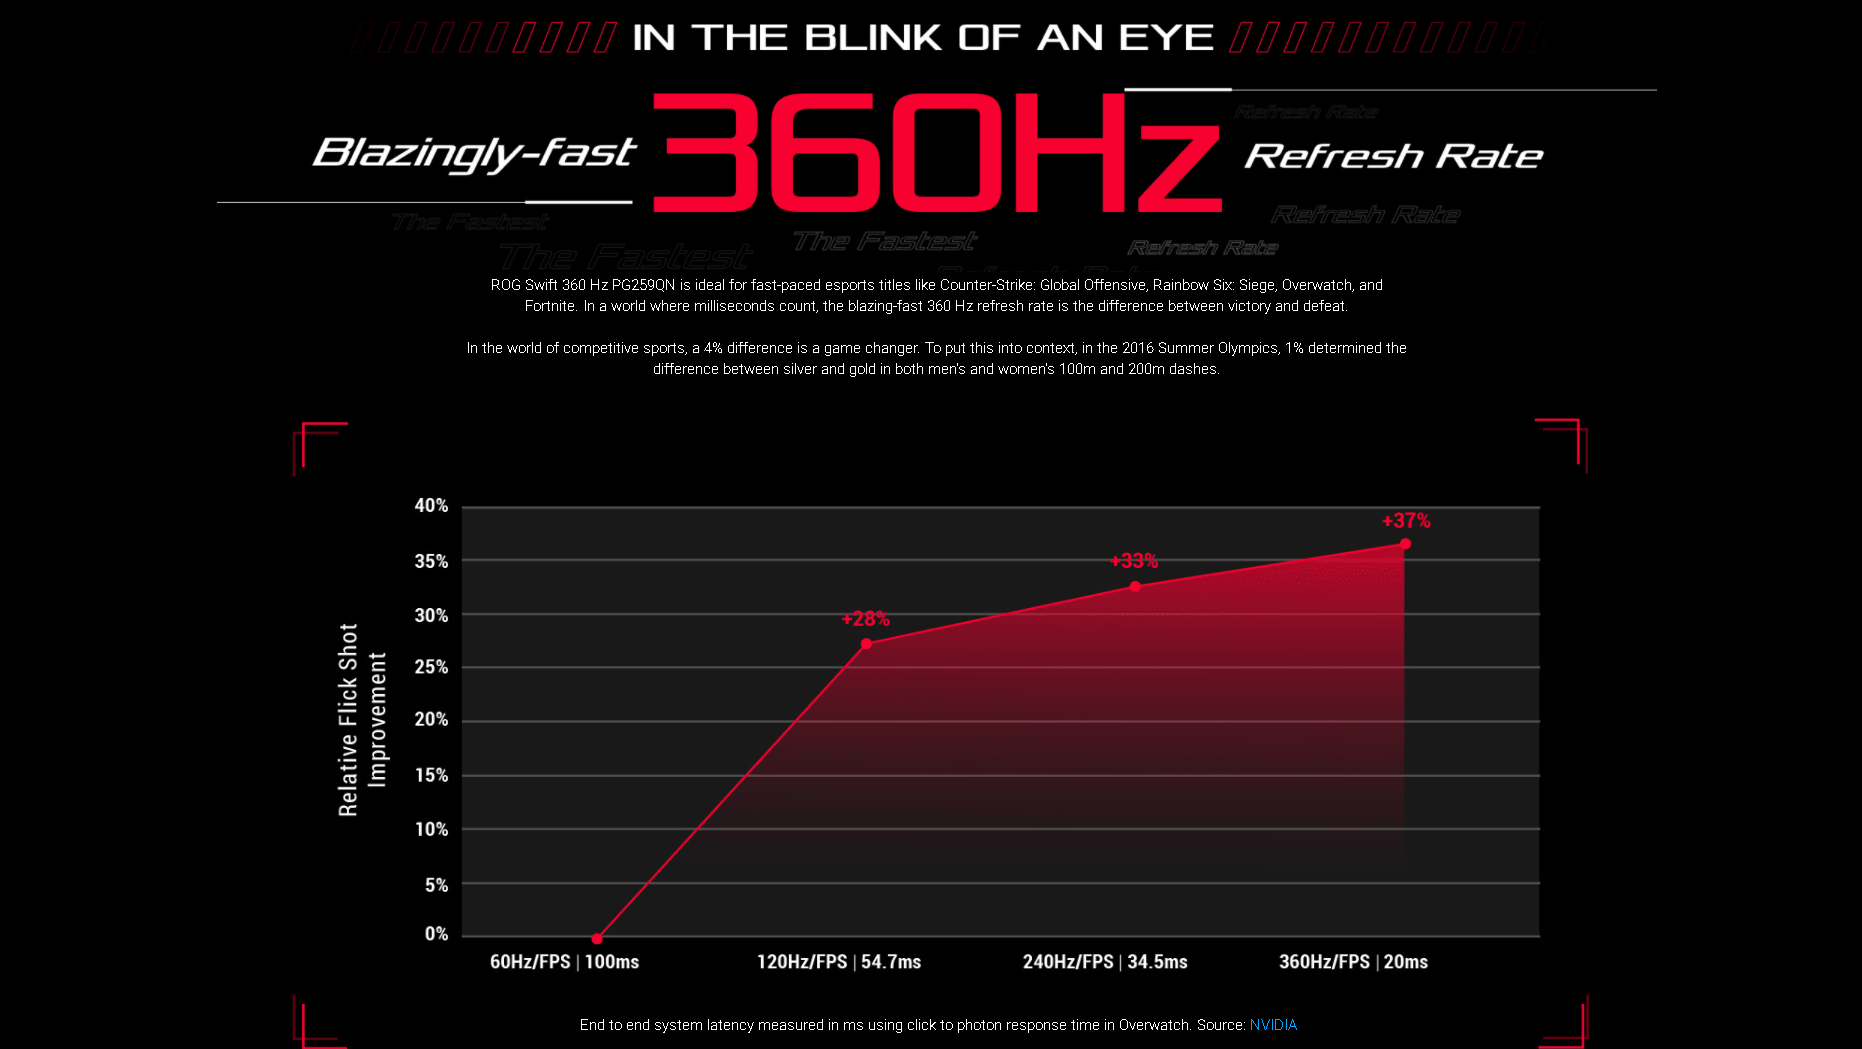 IN THE BLINK OF AN EYE
Blazingly-fast 360Hz Refresh Rate
Refresh Rate
The Fastest
Refresh Rate
The Fastest
The Fastest
Refresh Rate
Refresh Rate
ROG Swift 360 Hz PG259QN is ideal for fast-paced esports titles like Counter-Strike: Global Offensive, Rainbow Six: Siege, Overwatch, and
Fortnite. In a world where milliseconds count, the blazing-fast 360 Hz refresh rate is the difference between victory and defeat.
In the world of competitive sports, a 4% difference is a game changer. To put this into context, in the 2016 Summer Olympics, 1% determined the
difference between silver and gold in both men's and women's 100m and 200m dashes.
Relative Flick Shot
Improvement
40%
35%
30%
25%
20%
15%
10%
5%
0%
+28%
+33%
+37%
60Hz/FPS | 100ms
120Hz/FPS | 54.7ms
240Hz/FPS | 34.5ms
360Hz/FPS | 20ms
End to end system latency measured in ms using click to photon response time in Overwatch. Source: NVIDIA